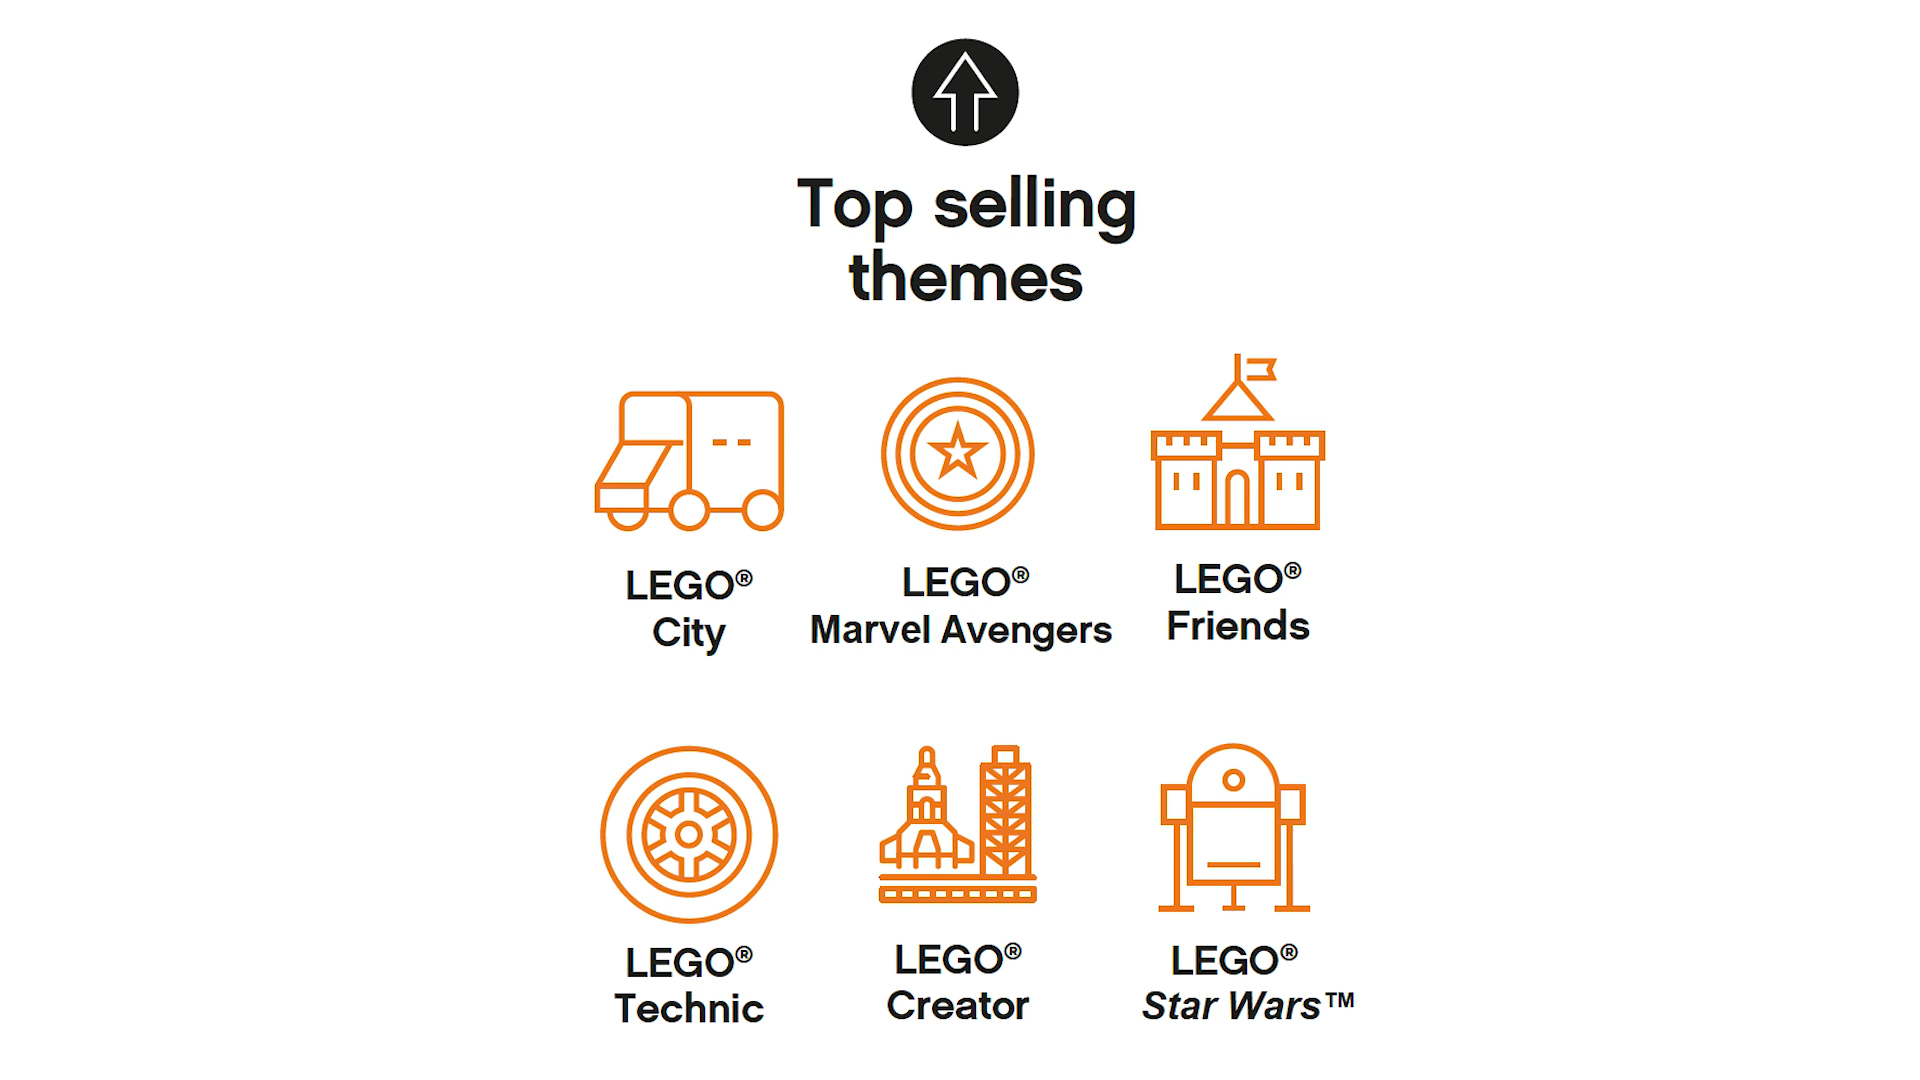 Top selling
themes
LEGO®
City
LEGO®
Marvel Avengers
LEGO®
Friends
LEGO®
Technic
LEGO®
Creator
LEGO®
Star Wars™